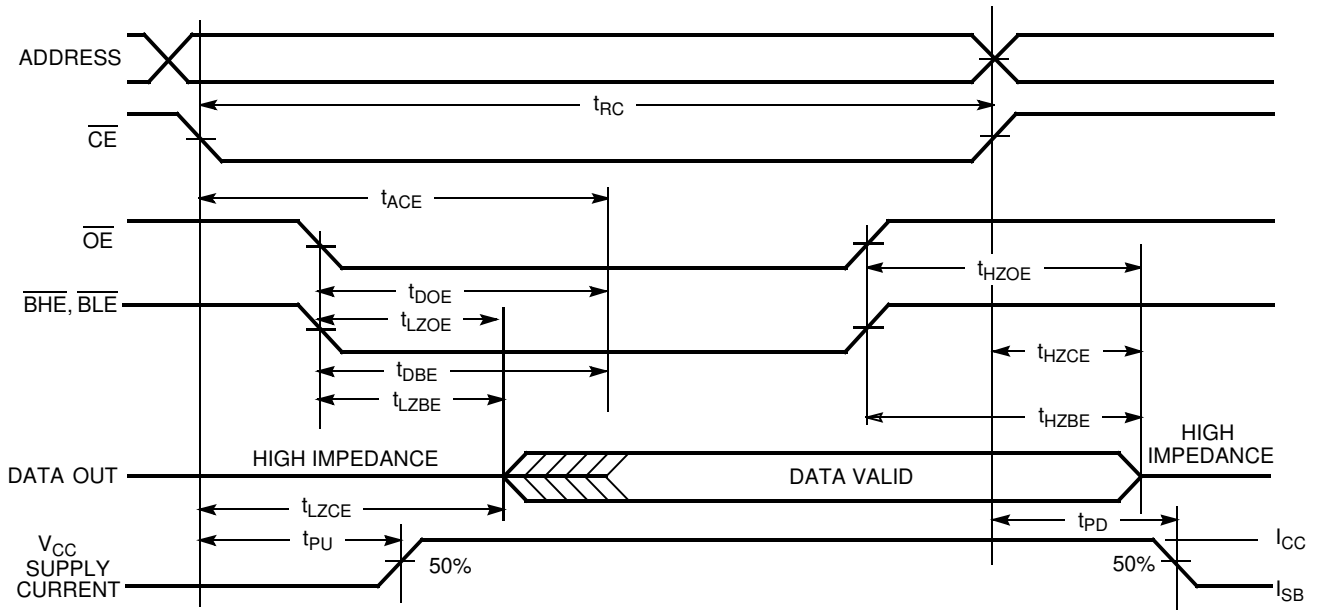 ADDRESS
tRC
CE
tACE
OE
tHZOE
tDOE
BHE, BLE
tLZOE
tHZCE
tDBE
tLZBE
tHZBE
HIGH IMPEDANCE
HIGH
IMPEDANCE
DATA OUT
DATA VALID
tLZCE
tPD
tPU
VCC
SUPPLY
CURRENT
50%
50%
ICC
ISB